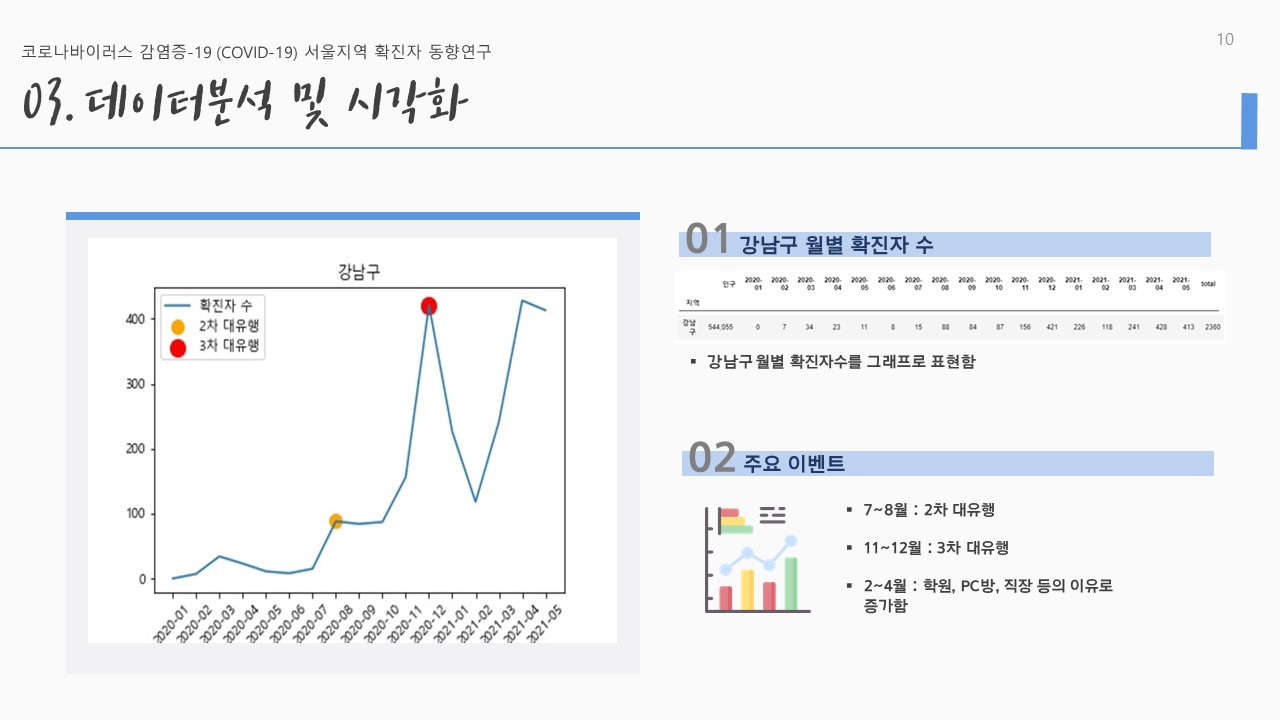 코로나바이러스 감염증-19 (COVID-19) 서울지역 확진자 동향연구
10
03. 데이터분석 및 시각화
강남구
확진자 수
2차 대유행
3차 대유행
400
300
200
100
0
2020-01 2020-02 2020-03 2020-04 2020-05 2020-06 2020-07 2020-08 2020-09 2020-10 2020-11 2020-12 2021-01 2021-02 2021-03 2021-04 2021-05
01 강남구 월별 확진자 수
인구 2020-01 2020-02 2020-03 2020-04 2020-05 2020-06 2020-07 2020-08 2020-09 2020-10 2020-11 2020-12 2021-01 2021-02 2021-03 2021-04 2021-05 total
지역
강남구 544,055 0 7 34 23 11 8 15 88 84 87 156 421 226 118 241 428 413 2360
▪ 강남구 월별 확진자수를 그래프로 표현함
02 주요 이벤트
▪ 7~8월 : 2차 대유행
▪ 11~12월 : 3차 대유행
▪ 2~4월 : 학원, PC방, 직장 등의 이유로
증가함